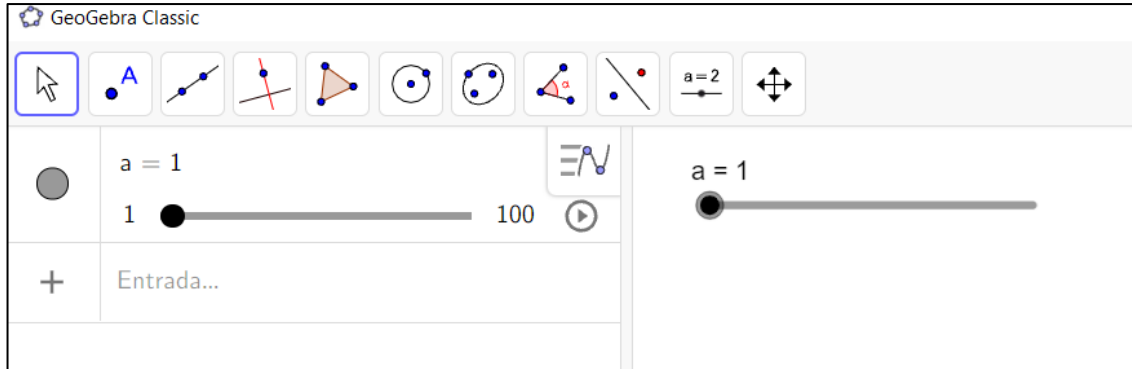 GeoGebra Classic
A
α
a=2
a = 1
1 100
Entrada...
a = 1